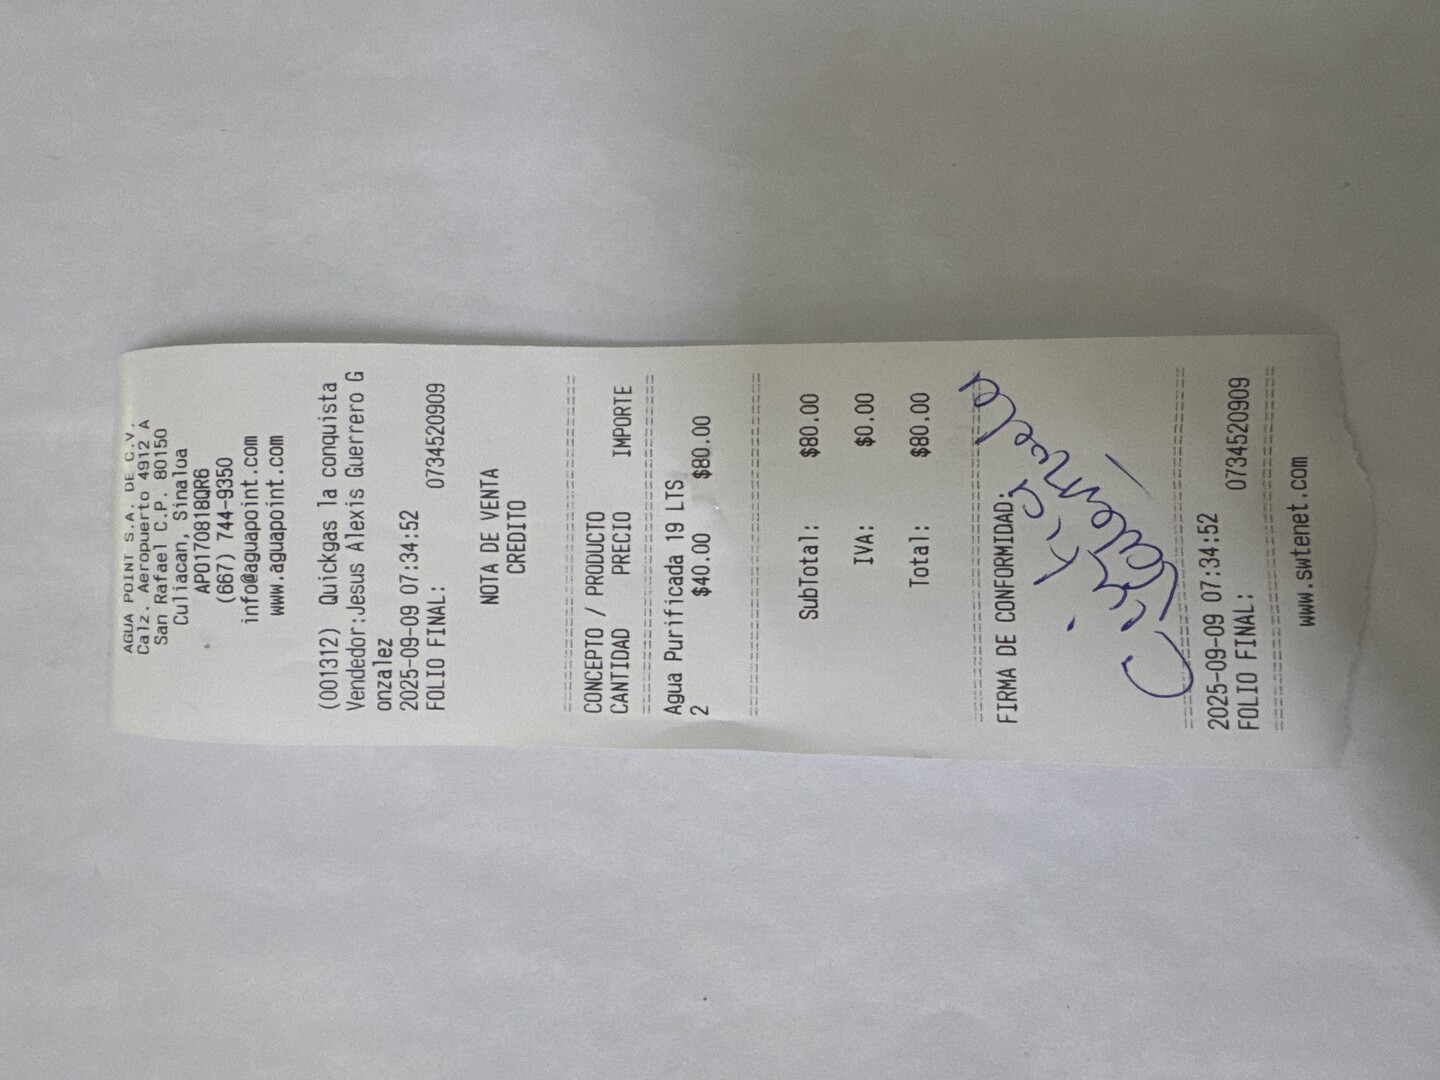 AGUA POINT S.A. DE C.V.
Calz. Aeropuerto 4912 A
San Rafael C.P. 80150
Culiacan, Sinaloa
APO170818QR6
(667) 744-9350
info@aguapoint.com
www.aguapoint.com
(001312) Quickgas la conquista
Vendedor:Jesus Alexis Guerrero G
onzalez
2025-09-09 07:34:52
FOLIO FINAL: 0734520909
NOTA DE VENTA
CREDITO
CONCEPTO / PRODUCTO
CANTIDAD PRECIO IMPORTE
Agua Purificada 19 LTS
2 $40.00 $80.00
SubTotal: $80.00
IVA: $0.00
Total: $80.00
FIRMA DE CONFORMIDAD:
2025-09-09 07:34:52
FOLIO FINAL: 0734520909
www.swtenet.com